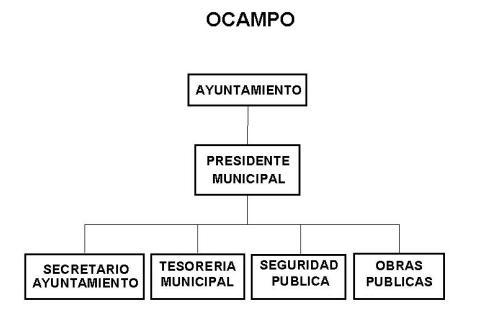 OCAMPO
AYUNTAMIENTO
PRESIDENTE
MUNICIPAL
SECRETARIO
AYUNTAMIENTO
TESORERIA
MUNICIPAL
SEGURIDAD
PUBLICA
OBRAS
PUBLICAS